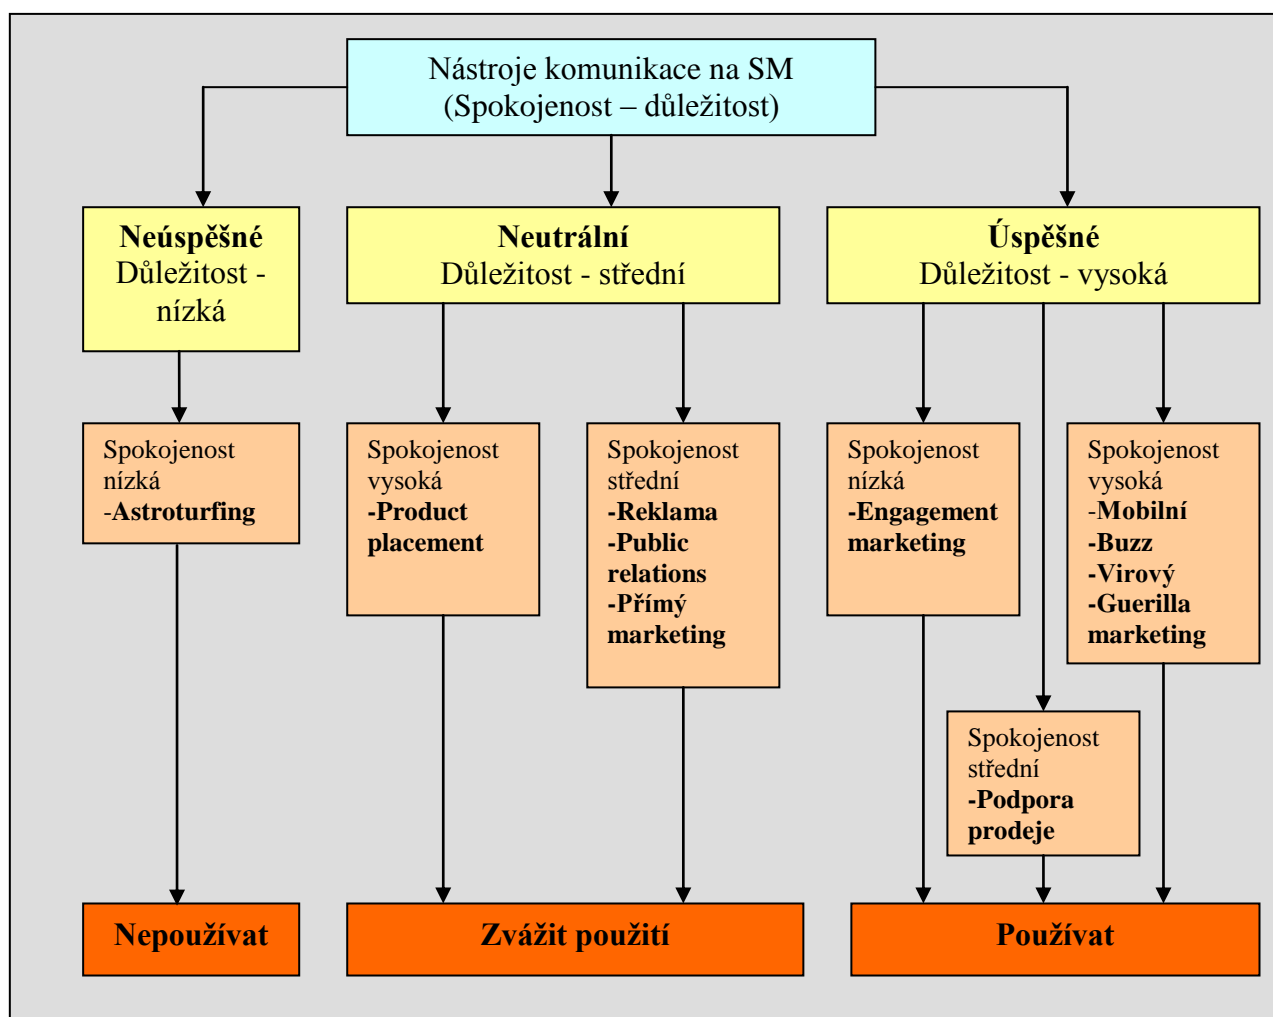 Nástroje komunikace na SM
(Spokojenost – důležitost)
Neúspěšné
Důležitost -
nízká
Neutrální
Důležitost - střední
Úspěšné
Důležitost - vysoká
Spokojenost
nízká
-Astroturfing
Spokojenost
vysoká
-Product
placement
Spokojenost
střední
-Reklama
-Public
relations
-Přímý
marketing
Spokojenost
nízká
-Engagement
marketing
Spokojenost
vysoká
-Mobilní
-Buzz
-Virový
-Guerilla
marketing
Spokojenost
střední
-Podpora
prodeje
Nepoužívat
Zvážit použití
Používat